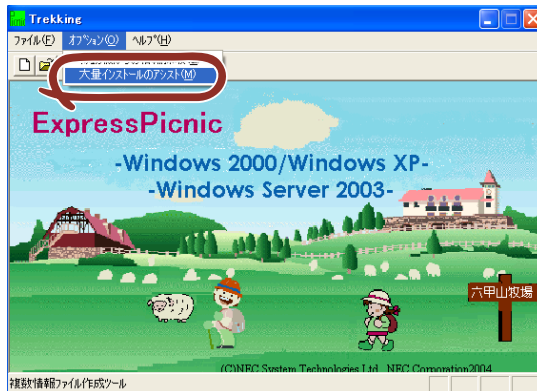 Trekking
ファイル(F) オプション(O) ヘルプ(H)
大量インストールのアシスト(M)
ExpressPicnic
-Windows 2000/Windows XP-
-Windows Server 2003-
六甲山牧場
(C)NEC System Technologies Ltd. NEC Corporation2004
複数情報ファイル作成ツール